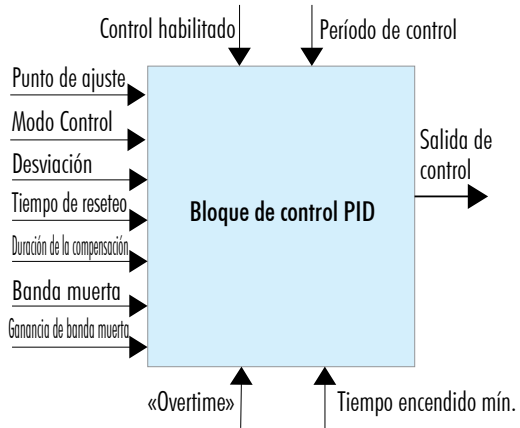 Control habilitado
Período de control
Punto de ajuste
Modo Control
Desviación
Tiempo de reseteo
Duración de la compensación
Banda muerta
Ganancia de banda muerta
Bloque de control PID
Salida de
control
«Overtime»
Tiempo encendido mín.